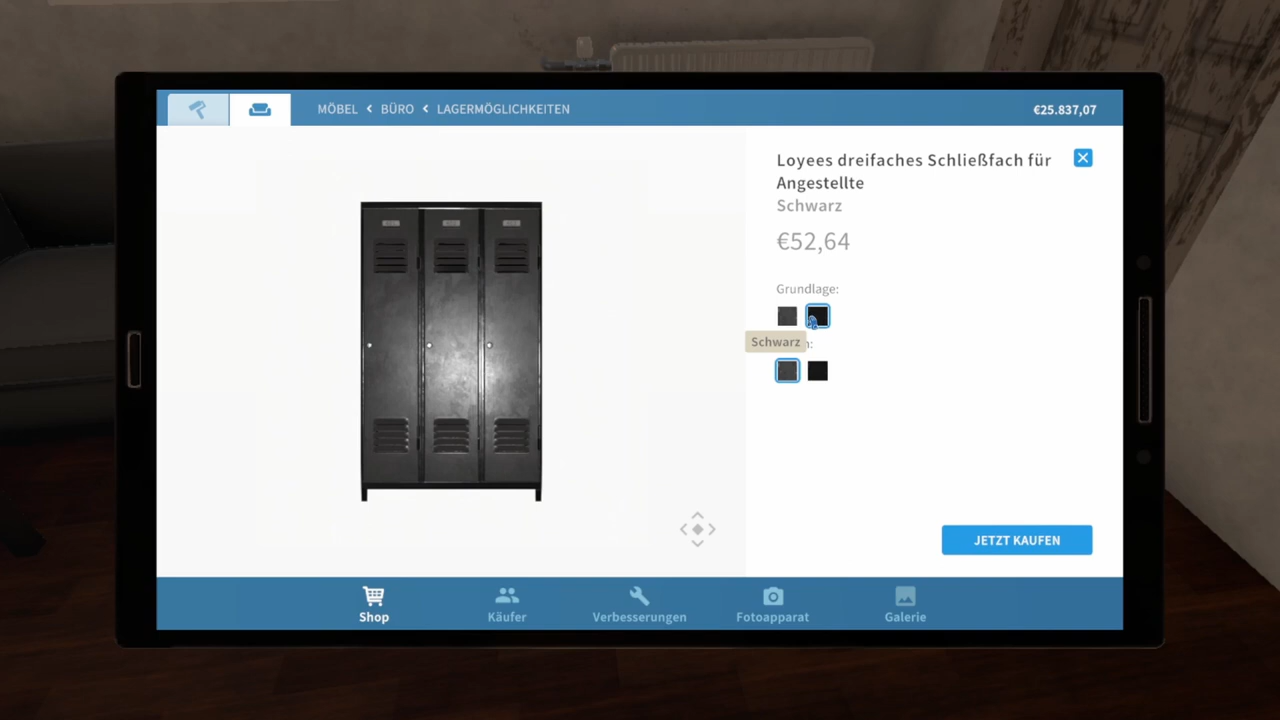 MÖBEL < BÜRO < LAGERMÖGLICHKEITEN
€25.837,07
Loyees dreifaches Schließfach für
Angestellte
Schwarz
€52,64
Grundlage:
Schwarz
JETZT KAUFEN
Shop
Käufer
Verbesserungen
Fotoapparat
Galerie